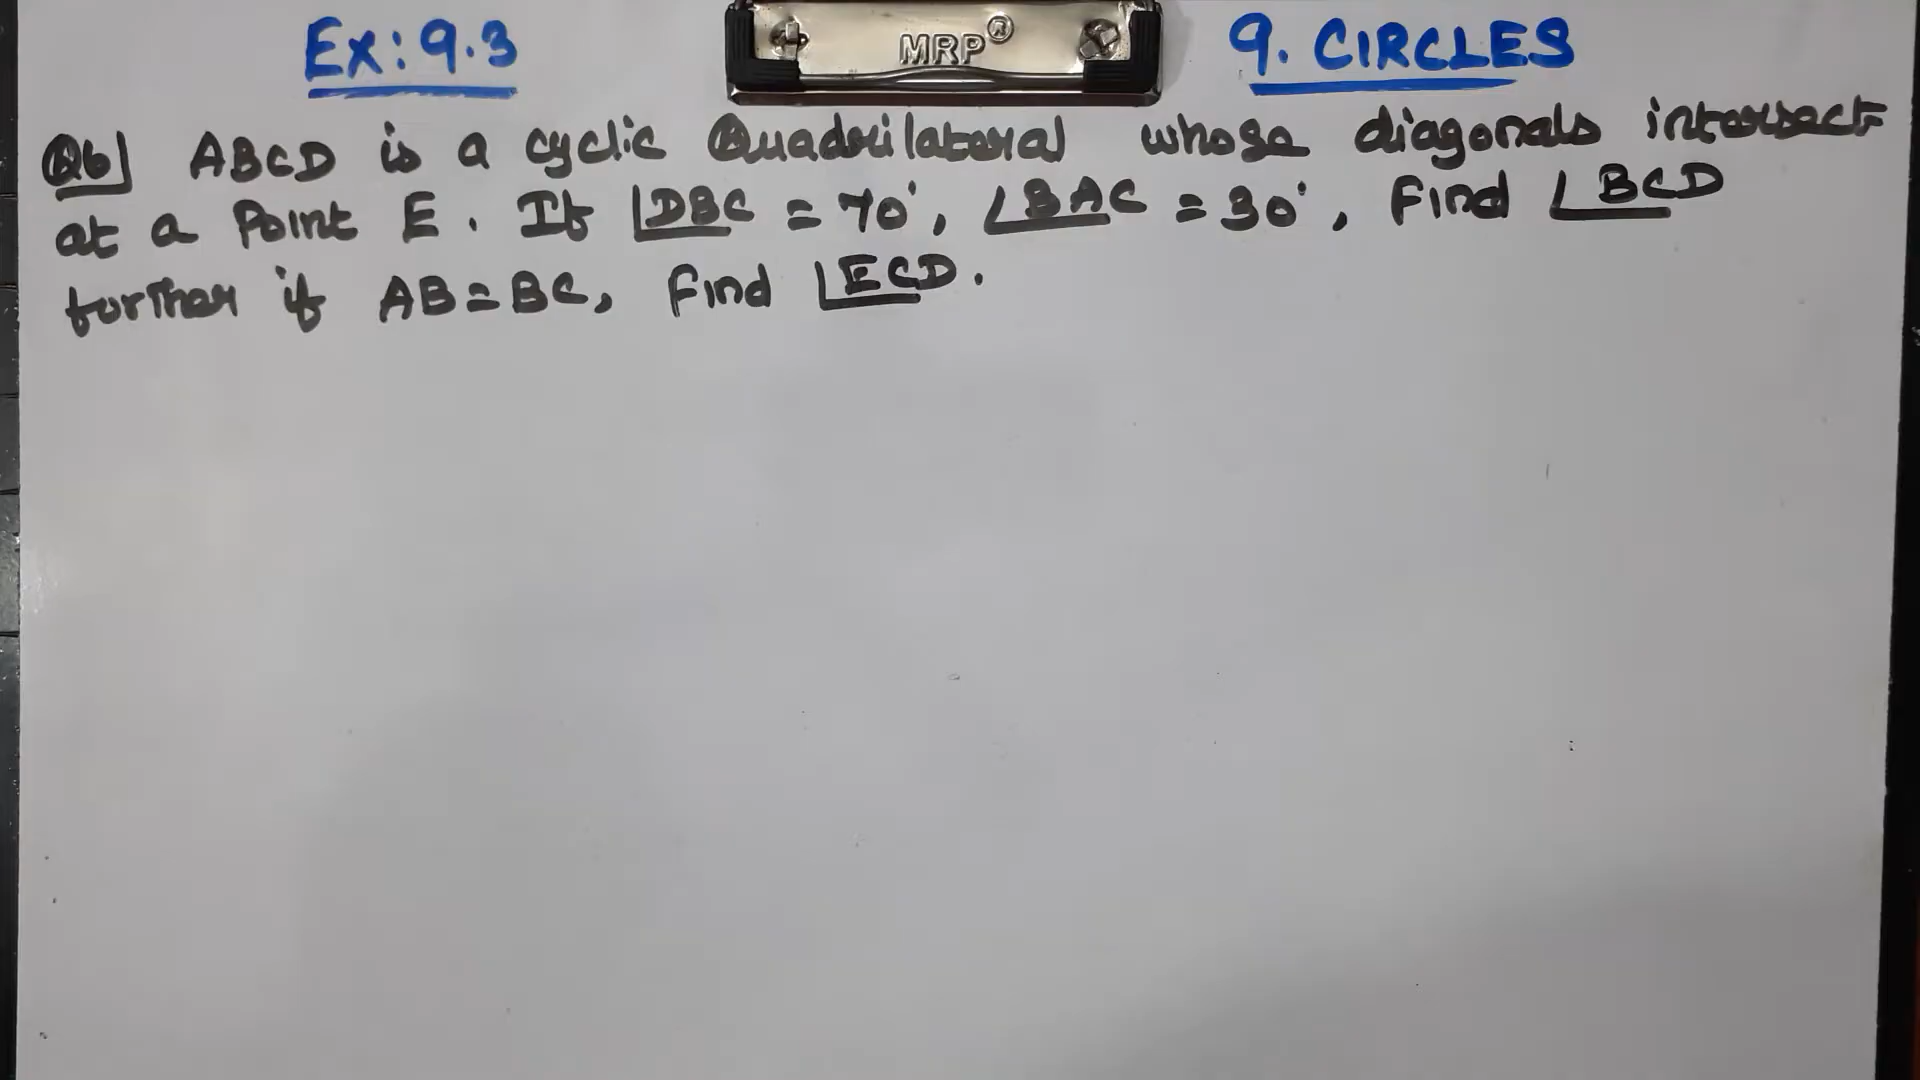 Ex: 9.3
MRP®
9. CIRCLES
Q6] ABCD is a cyclic Quadrilateral whose diagonals intersect
at a Point E. If ∠DBC = 70°, ∠BAC = 30°, Find ∠BCD
further if AB=BC, Find ∠ECD.